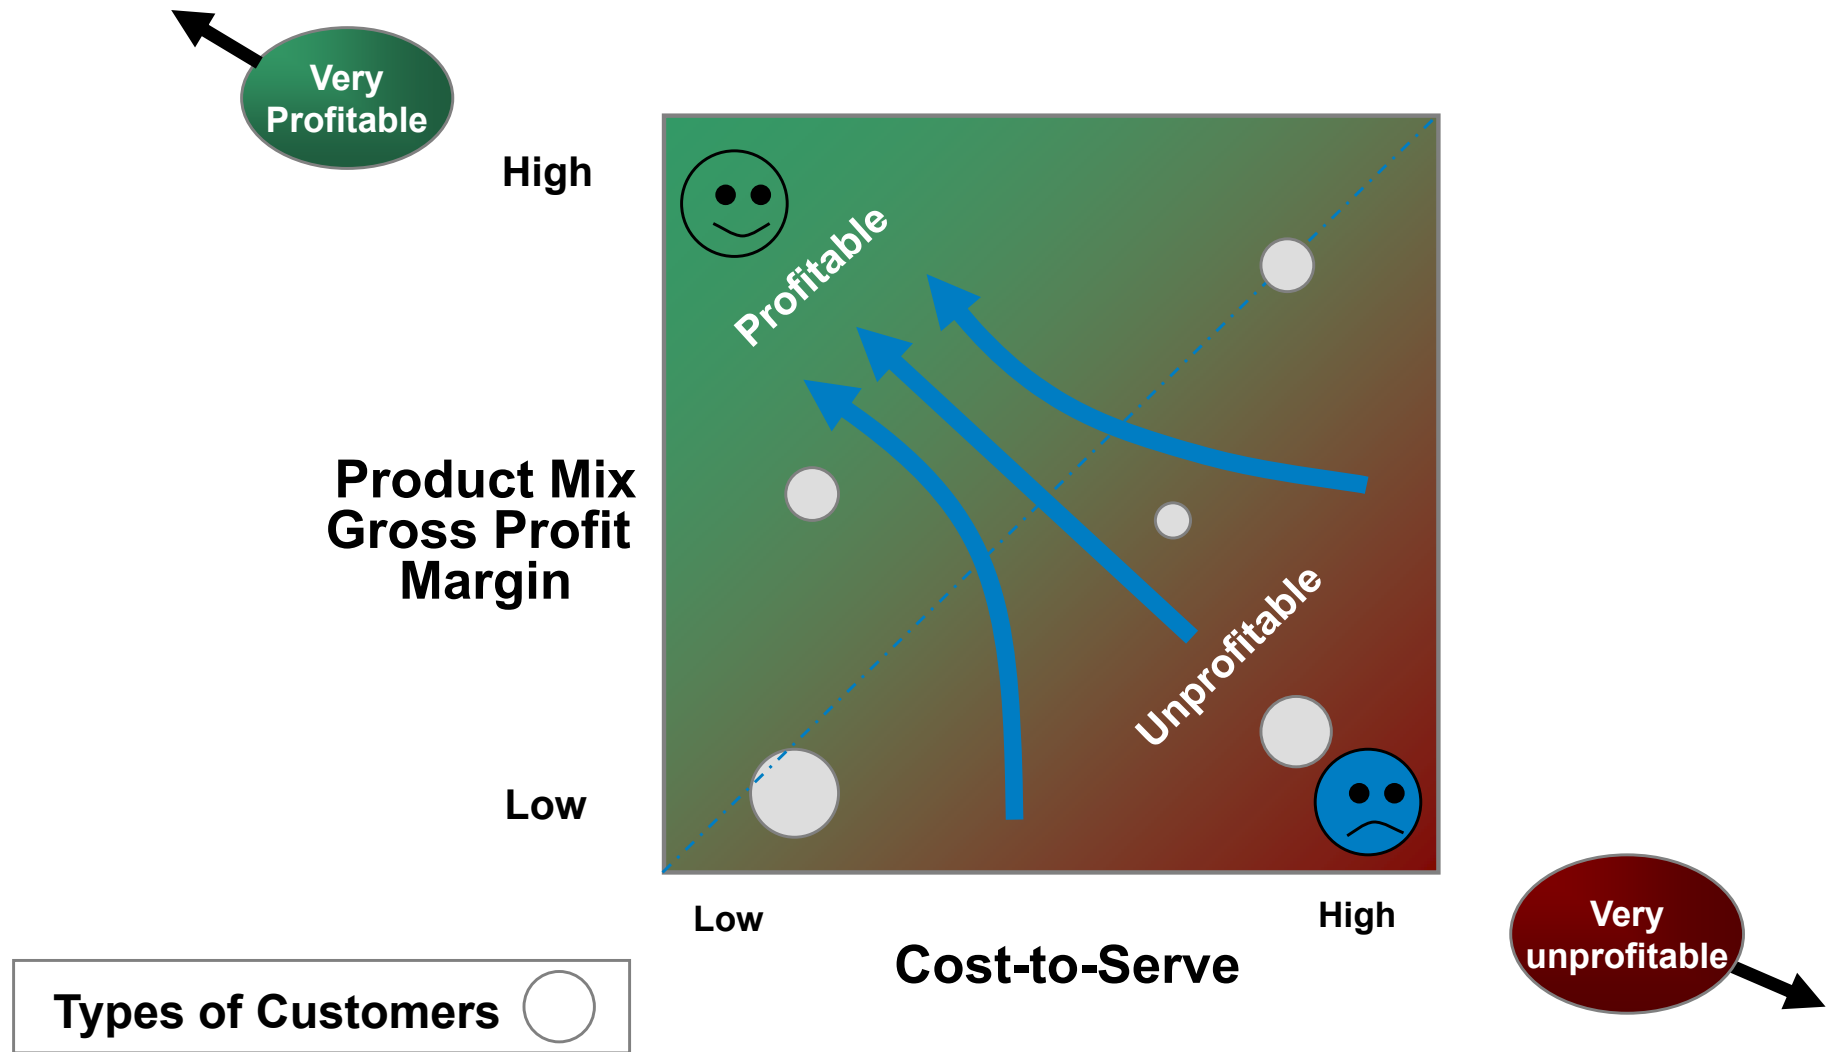 Very
Profitable
High
Profitable
Product Mix
Gross Profit
Margin
Unprofitable
Low
Low
High
Cost-to-Serve
Very
unprofitable
Types of Customers